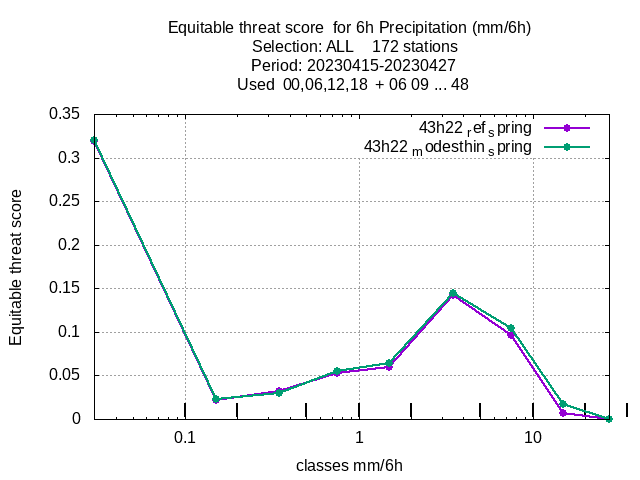 Equitable threat score  for 6h Precipitation (mm/6h)
Selection: ALL    172 stations
Period: 20230415-20230427
Used  00,06,12,18  + 06 09 ... 48
43h22 ref spring
43h22 modesthin spring
0.35
0.3
0.25
0.2
0.15
0.1
0.05
0
Equitable threat score
0.1 1 10
classes mm/6h